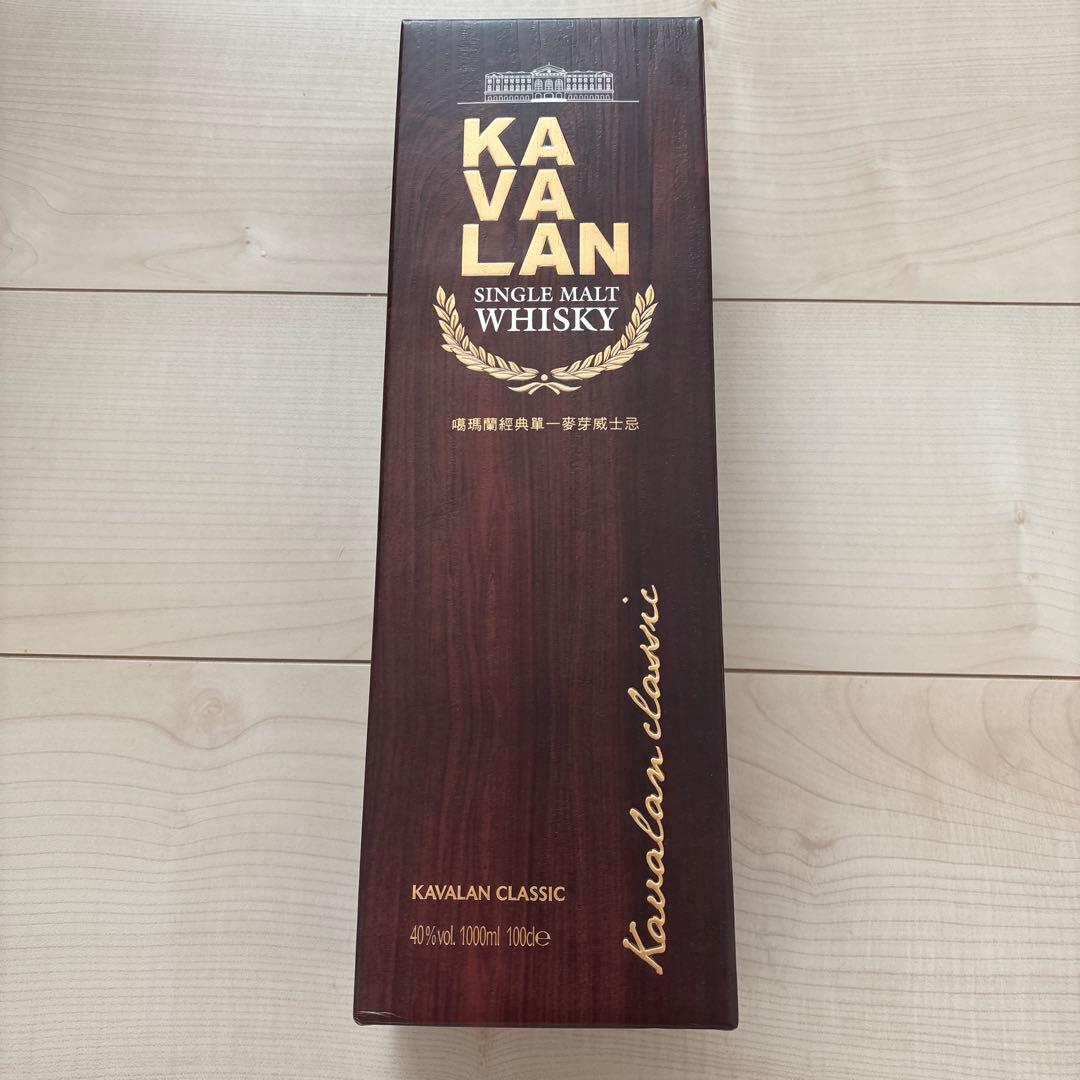 KA
VA
LAN
SINGLE MALT
WHISKY
噶瑪蘭經典單一麥芽威士忌
Kavalan classic
KAVALAN CLASSIC
40%vol. 1000ml 100cl℮